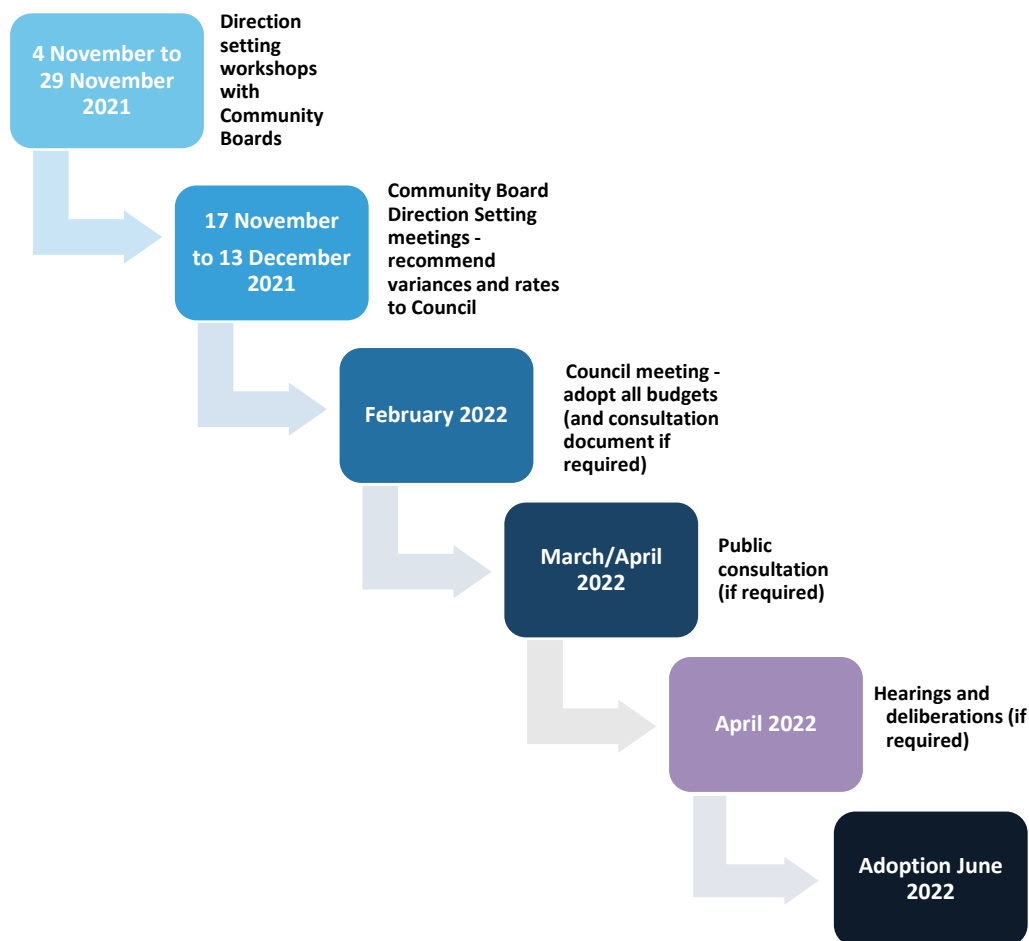 4 November to
29 November
2021
Direction
setting
workshops
with
Community
Boards
17 November
to 13 December
2021
Community Board
Direction Setting
meetings -
recommend
variances and rates
to Council
February 2022
Council meeting -
adopt all budgets
(and consultation
document if
required)
March/April
2022
Public
consultation
(if required)
April 2022
Hearings and
deliberations (if
required)
Adoption June
2022